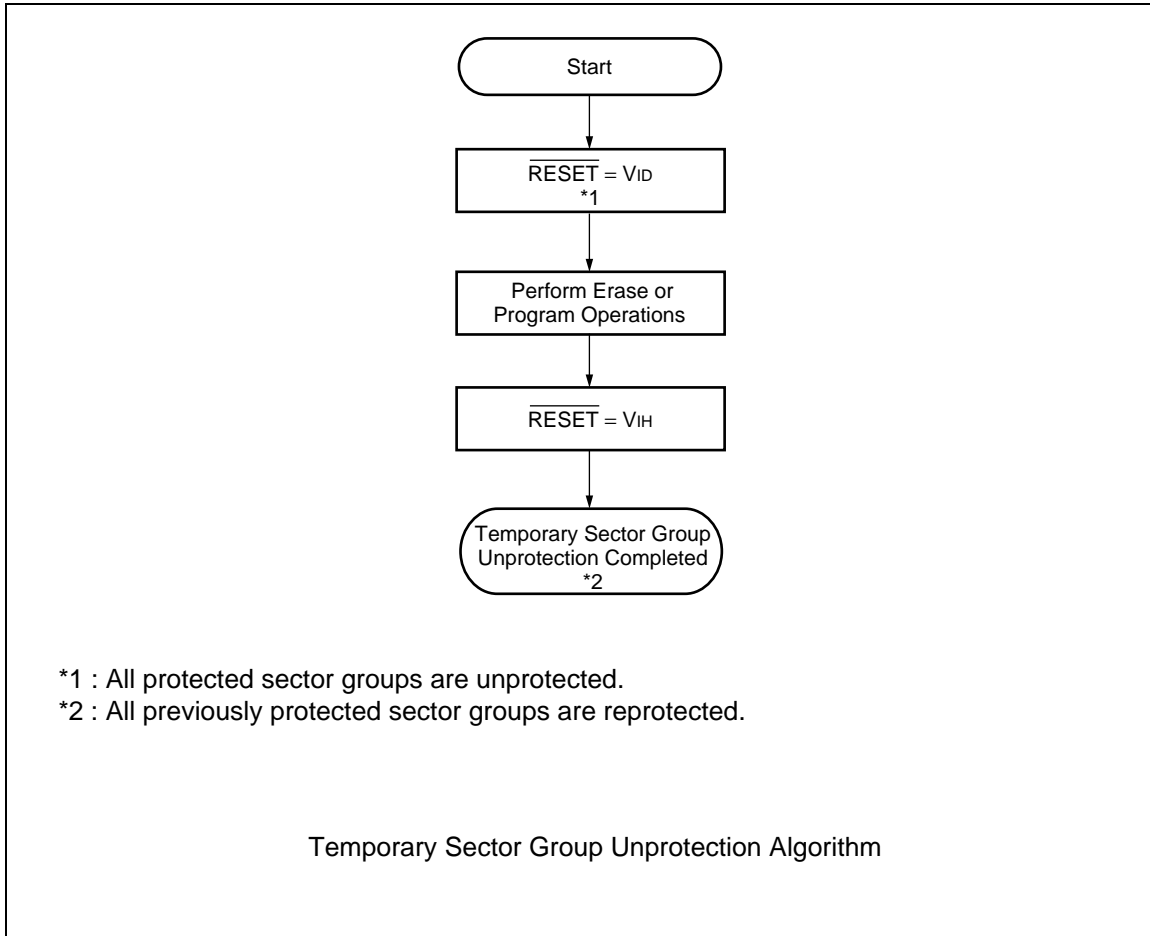 Start
RESET = VID
*1
Perform Erase or
Program Operations
RESET = VIH
Temporary Sector Group
Unprotection Completed
*2
*1 : All protected sector groups are unprotected.
*2 : All previously protected sector groups are reprotected.
Temporary Sector Group Unprotection Algorithm